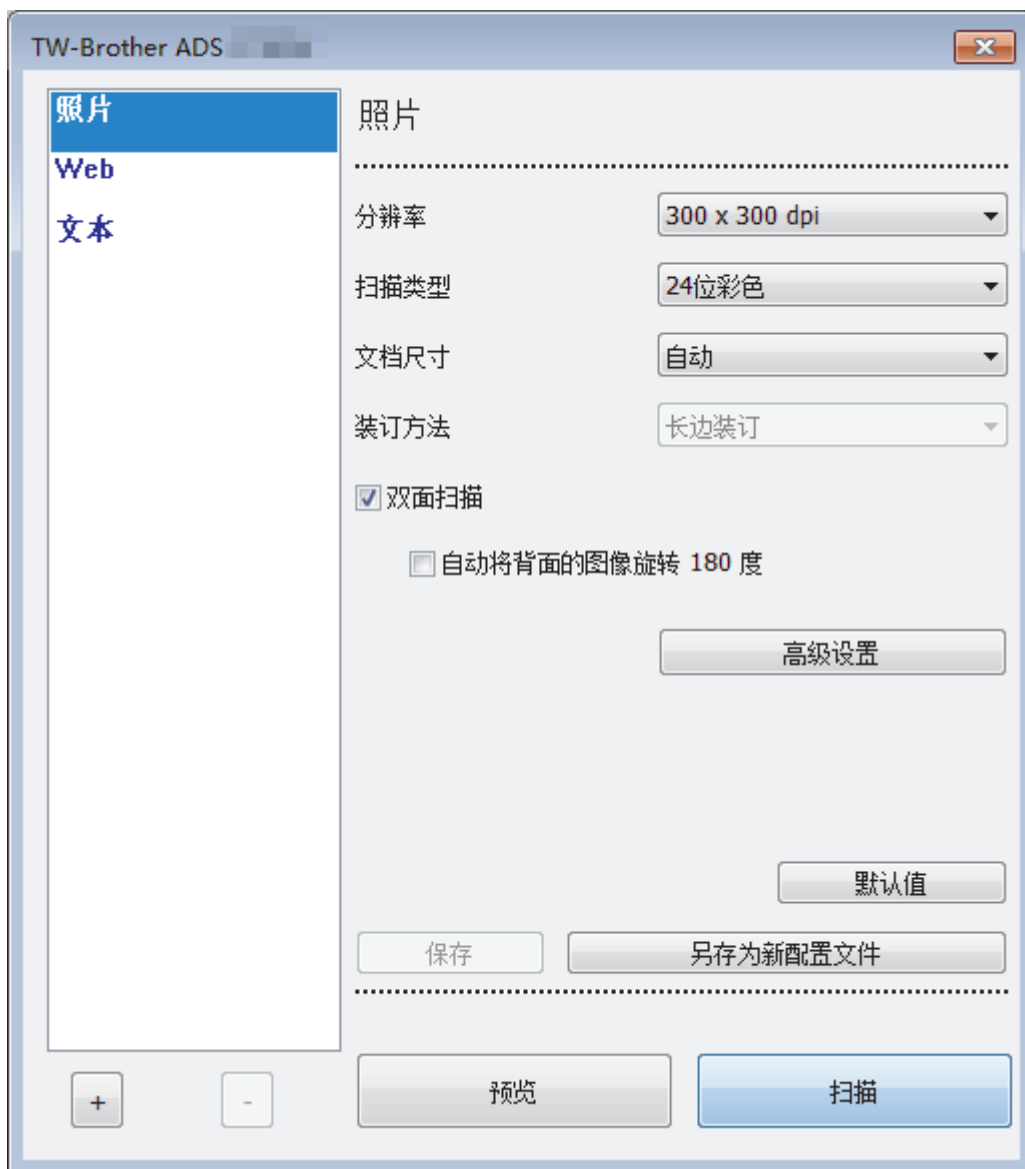 TW-Brother ADS
照片
Web
文本
照片
分辨率 300 x 300 dpi
扫描类型 24位彩色
文档尺寸 自动
装订方法 长边装订
双面扫描
自动将背面的图像旋转 180 度
高级设置
默认值
保存 另存为新配置文件
+ - 预览 扫描